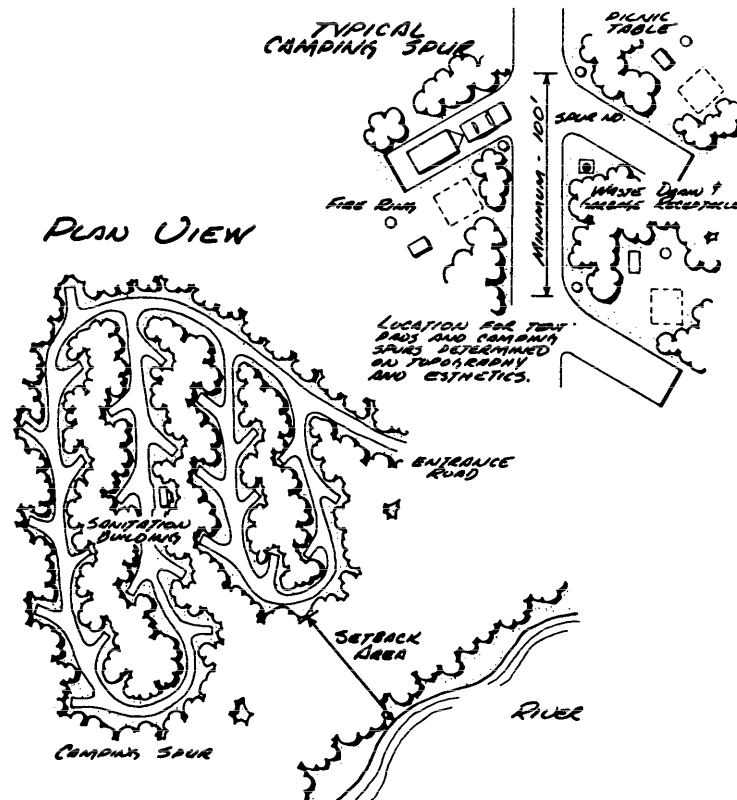 TYPICAL
CAMPING SPUR
PICNIC
TABLE
SPUR NO.
MINIMUM - 100'
FIRE RING
WASTE DRAIN &
GARBAGE RECEPTACLE
PLAN VIEW
LOCATION FOR TENT
PADS AND CAMPING
SPURS DETERMINED
ON TOPOGRAPHY
AND ESTHETICS.
ENTRANCE
ROAD
SANITATION
BUILDING
SETBACK
AREA
RIVER
CAMPING SPUR